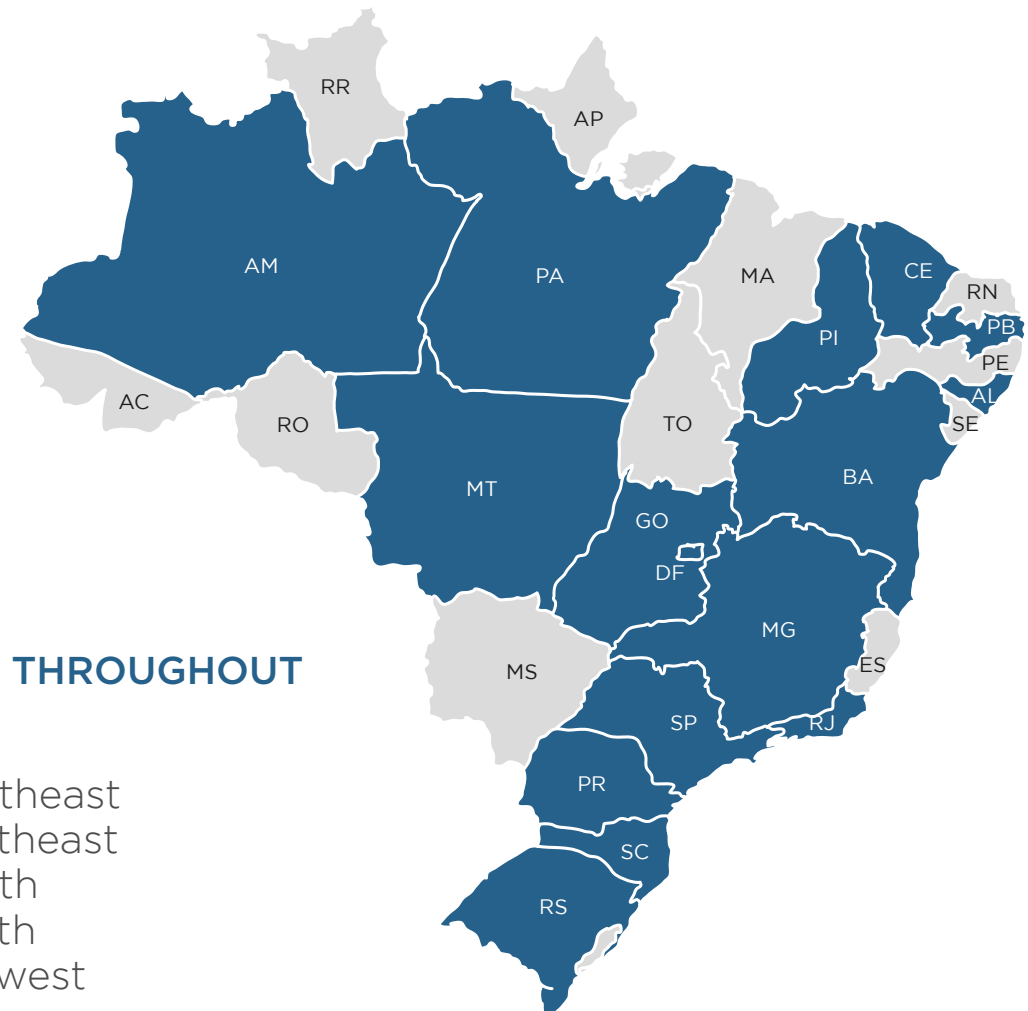 RR
AP
AM
PA
MA
CE
RN
PI
PB
PE
AL
AC
RO
TO
SE
MT
BA
GO
DF
MG
MS
ES
THROUGHOUT
SP
RJ
PR
theast
theast
SC
th
RS
th
west